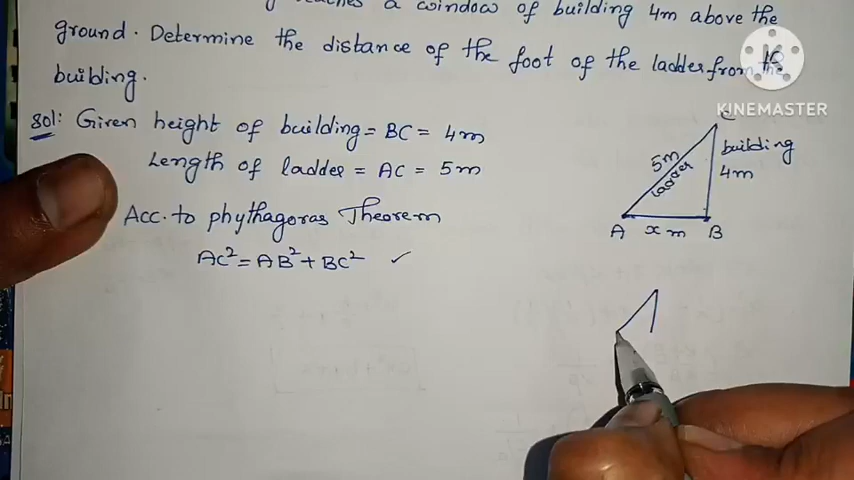 reaches a window of building 4m above the
ground. Determine the distance of the foot of the ladder from the
building.
sol: Given height of building = BC = 4m
Length of ladder = AC = 5m
Acc. to phythagoras Theorem
AC² = AB² + BC² ✓
KINEMASTER
C
5m
ladder
building
4m
A x m B